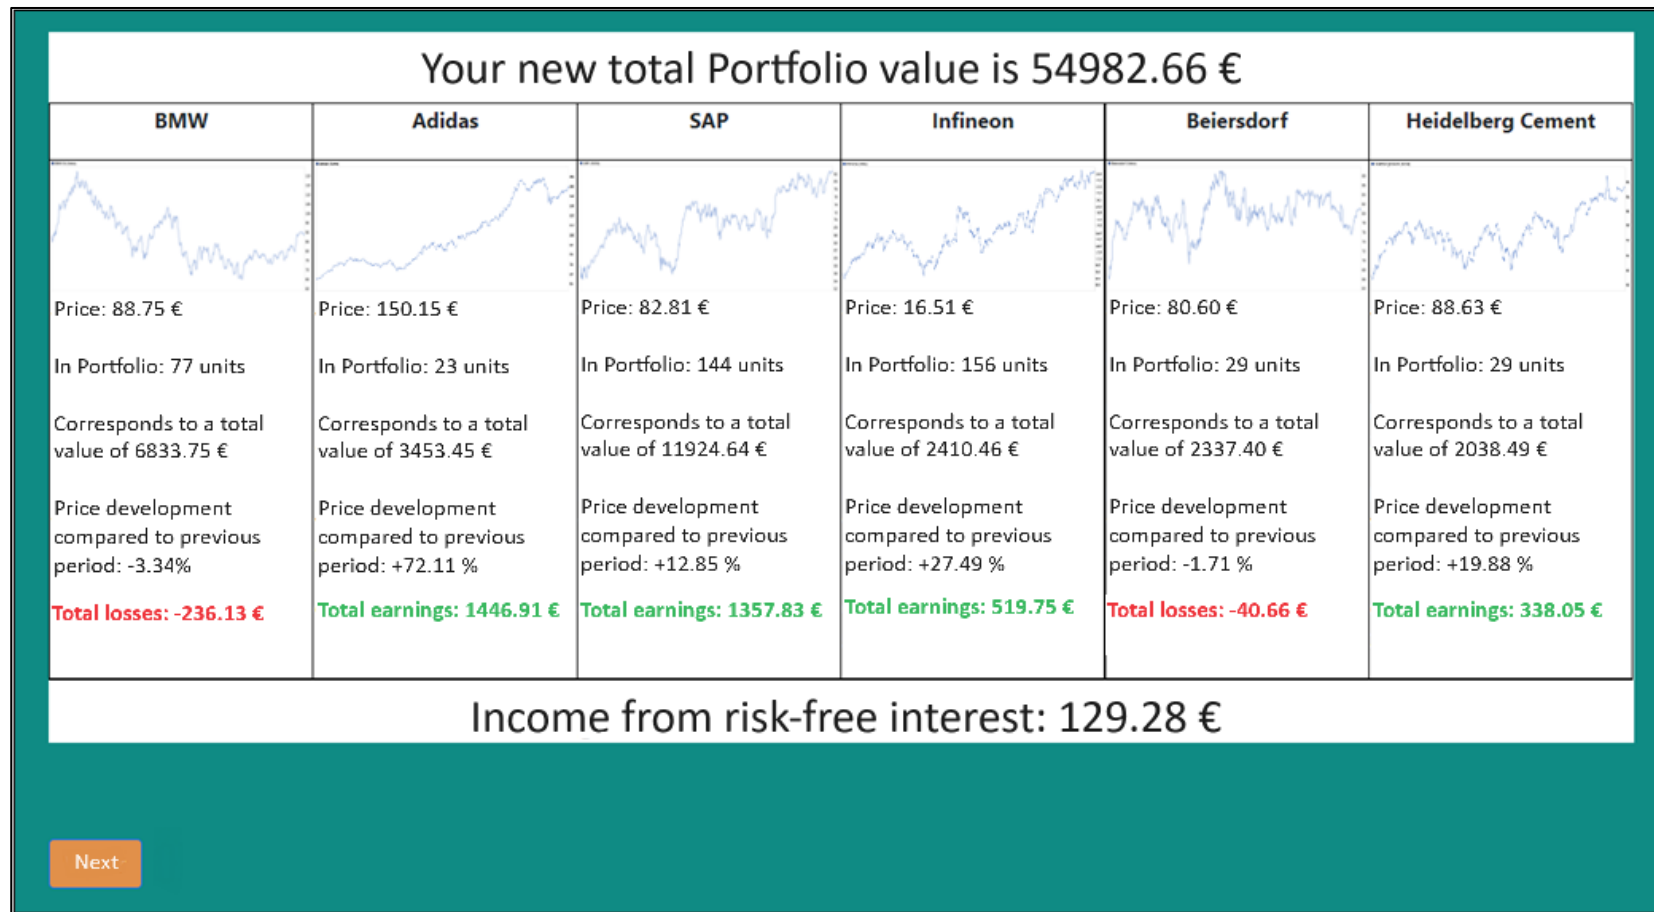 Your new total Portfolio value is 54982.66 €
BMW
Adidas
SAP
Infineon
Beiersdorf
Heidelberg Cement
Price: 88.75 €
In Portfolio: 77 units
Corresponds to a total
value of 6833.75 €
Price development
compared to previous
period: -3.34%
Total losses: -236.13 €
Price: 150.15 €
In Portfolio: 23 units
Corresponds to a total
value of 3453.45 €
Price development
compared to previous
period: +72.11 %
Total earnings: 1446.91 €
Price: 82.81 €
In Portfolio: 144 units
Corresponds to a total
value of 11924.64 €
Price development
compared to previous
period: +12.85 %
Total earnings: 1357.83 €
Price: 16.51 €
In Portfolio: 156 units
Corresponds to a total
value of 2410.46 €
Price development
compared to previous
period: +27.49 %
Total earnings: 519.75 €
Price: 80.60 €
In Portfolio: 29 units
Corresponds to a total
value of 2337.40 €
Price development
compared to previous
period: -1.71 %
Total losses: -40.66 €
Price: 88.63 €
In Portfolio: 29 units
Corresponds to a total
value of 2038.49 €
Price development
compared to previous
period: +19.88 %
Total earnings: 338.05 €
Income from risk-free interest: 129.28 €
Next